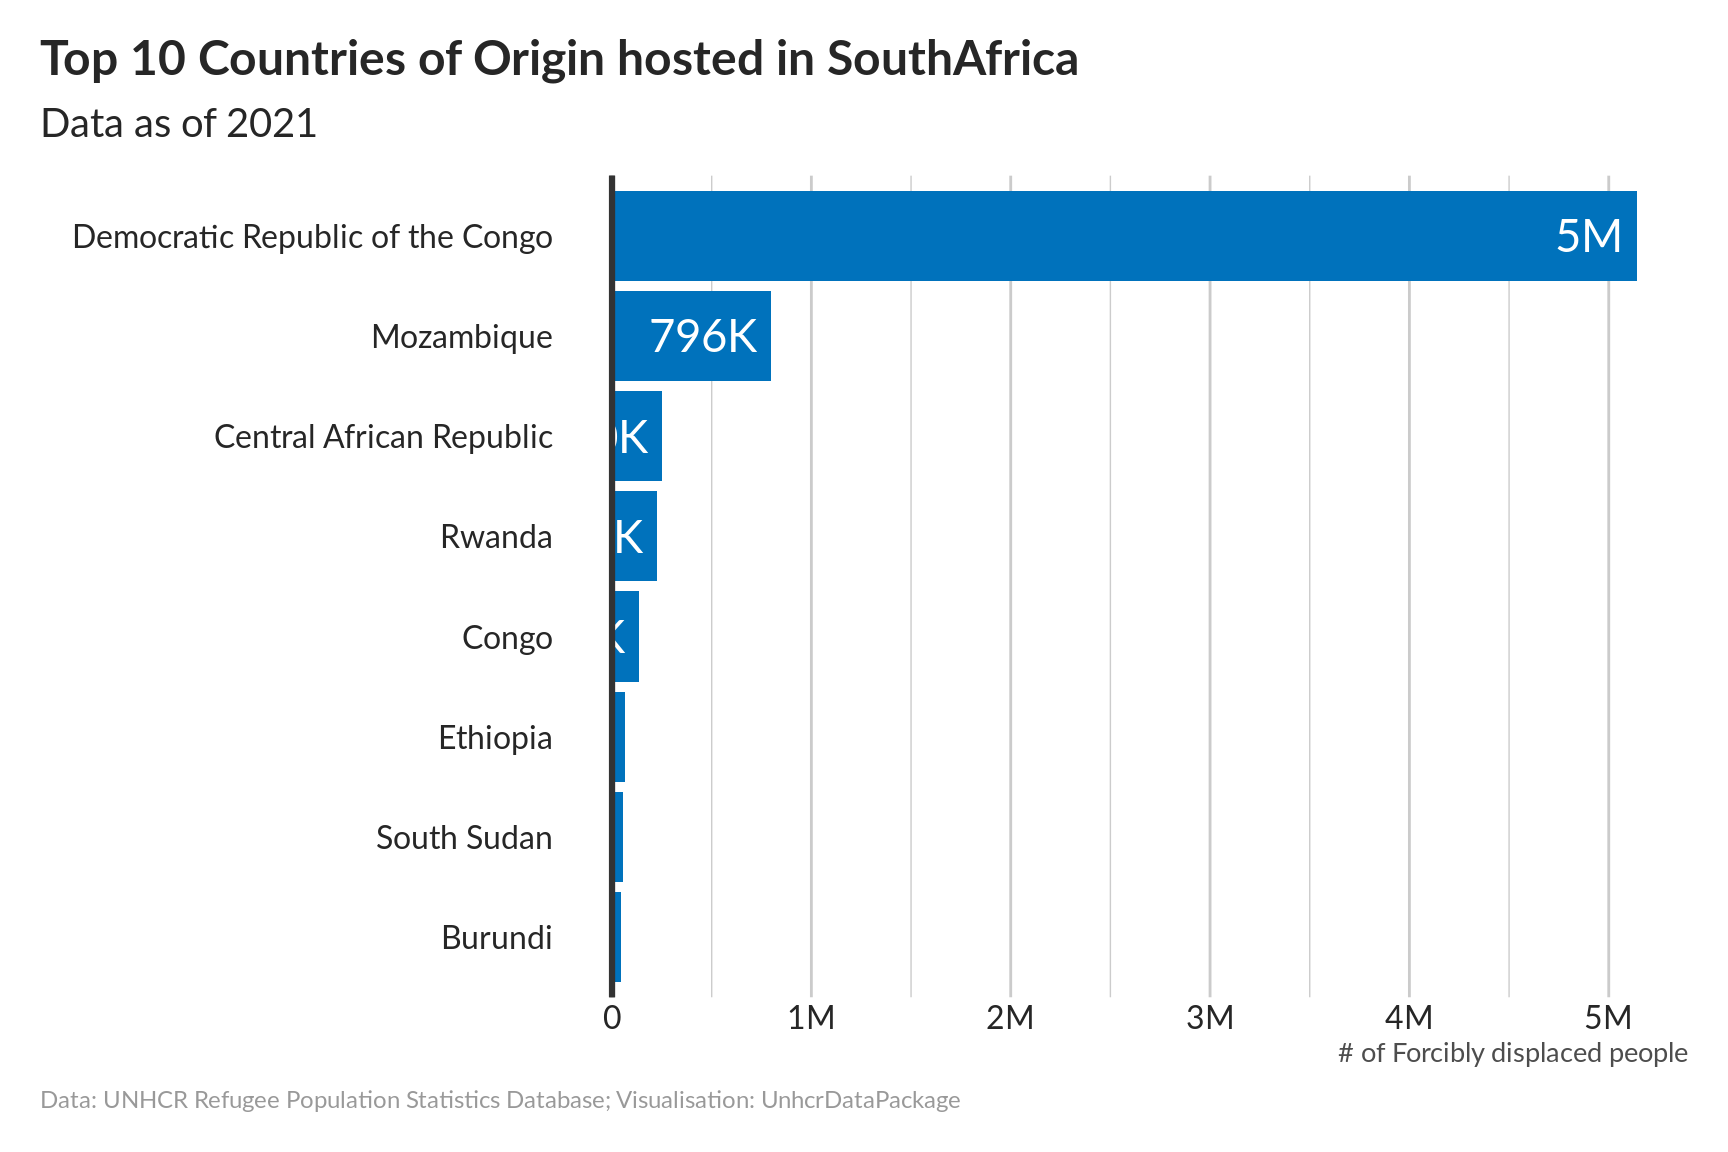 Top 10 Countries of Origin hosted in SouthAfrica
Data as of 2021
Democratic Republic of the Congo
5M
Mozambique
796K
Central African Republic
K
Rwanda
K
Congo
K
Ethiopia
South Sudan
Burundi
0 1M 2M 3M 4M 5M
# of Forcibly displaced people
Data: UNHCR Refugee Population Statistics Database; Visualisation: UnhcrDataPackage